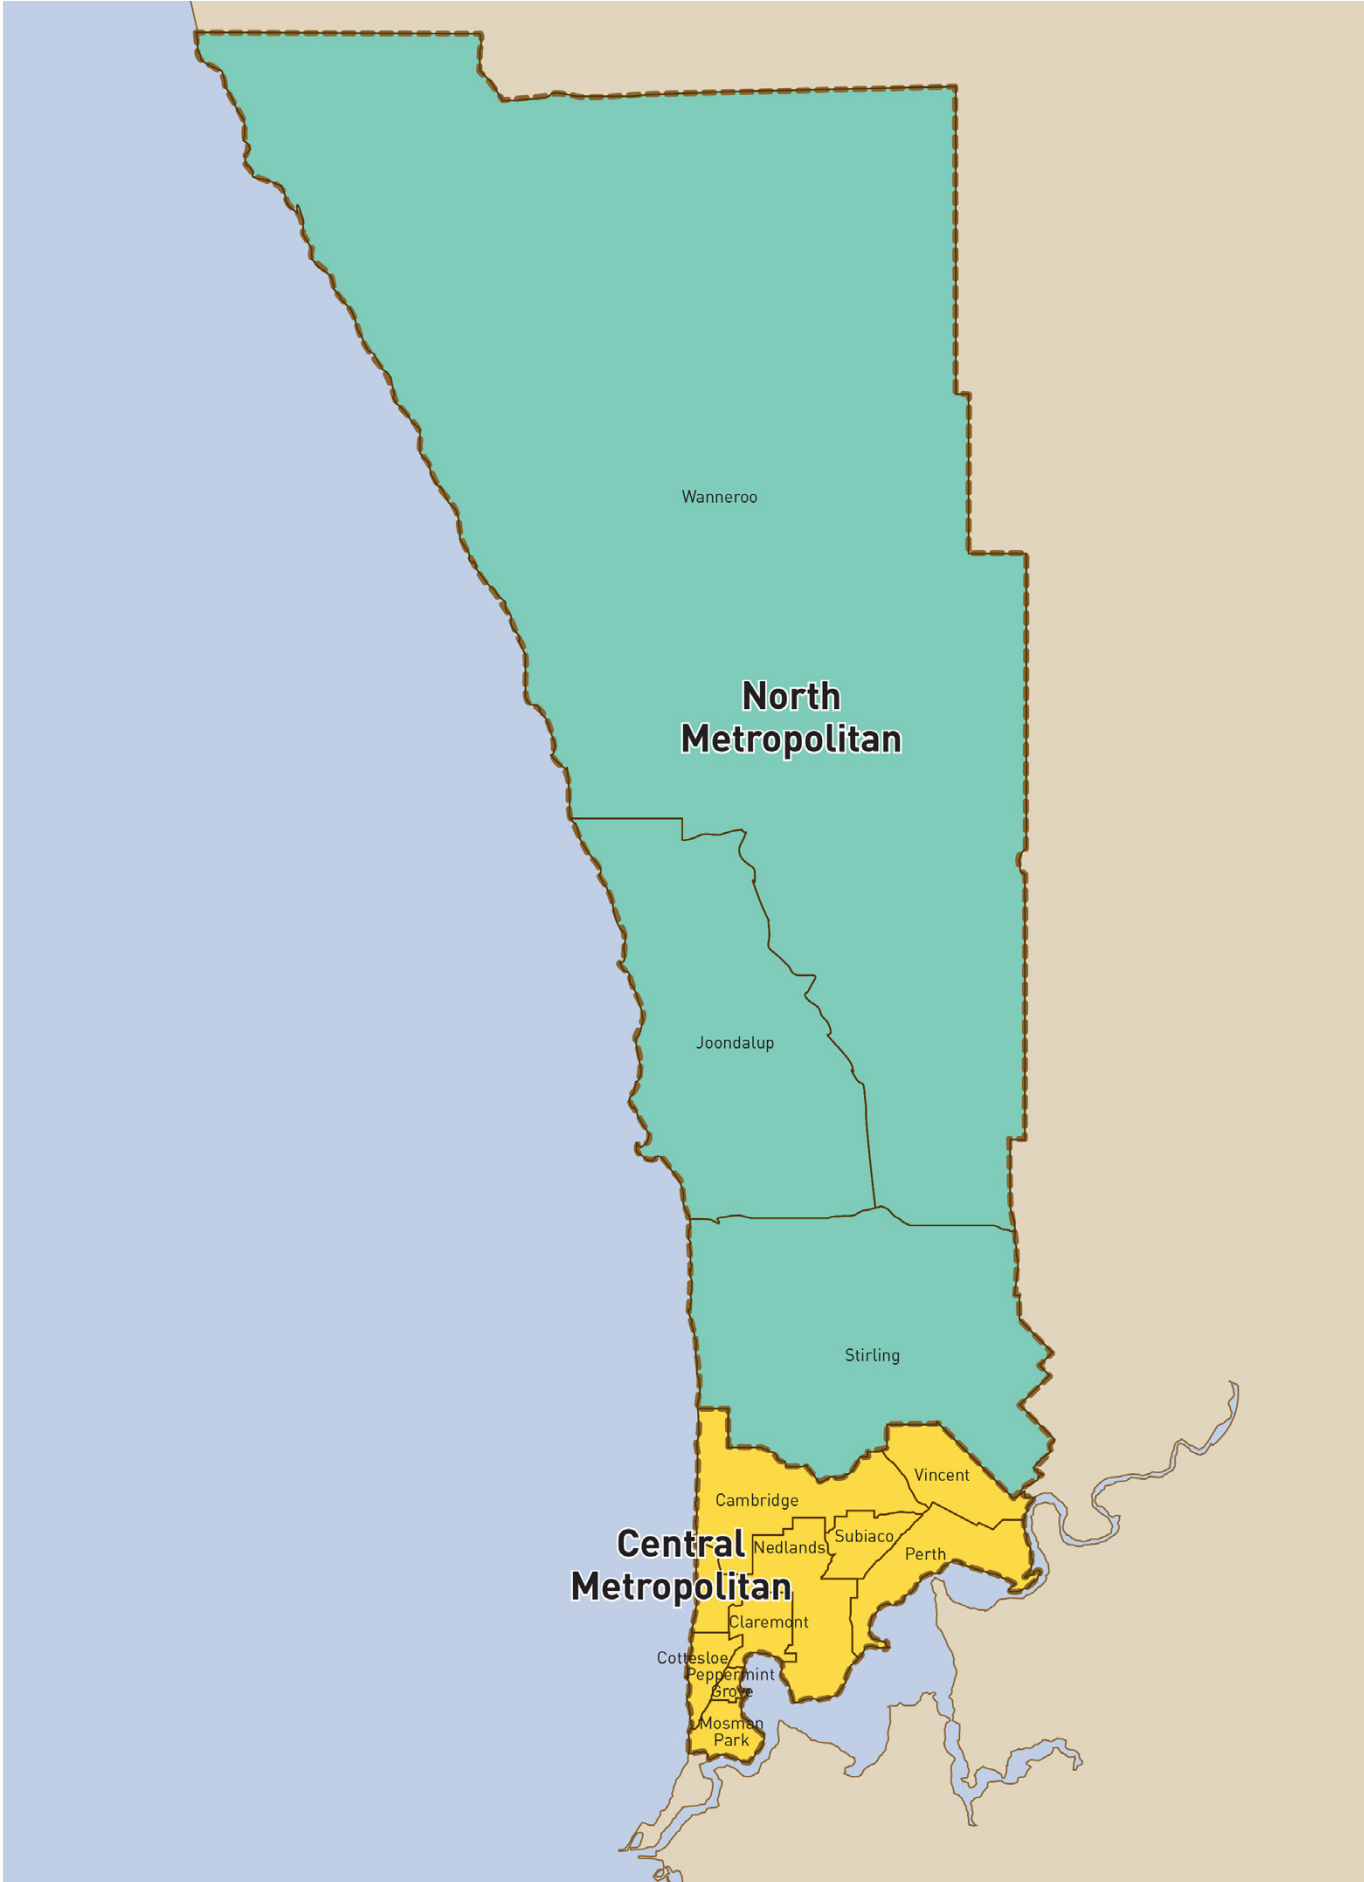 Wanneroo
North
Metropolitan
Joondalup
Stirling
Vincent
Cambridge
Subiaco
Central
Metropolitan
Nedlands
Perth
Claremont
Cottesloe
Peppermint
Grove
Mosman
Park